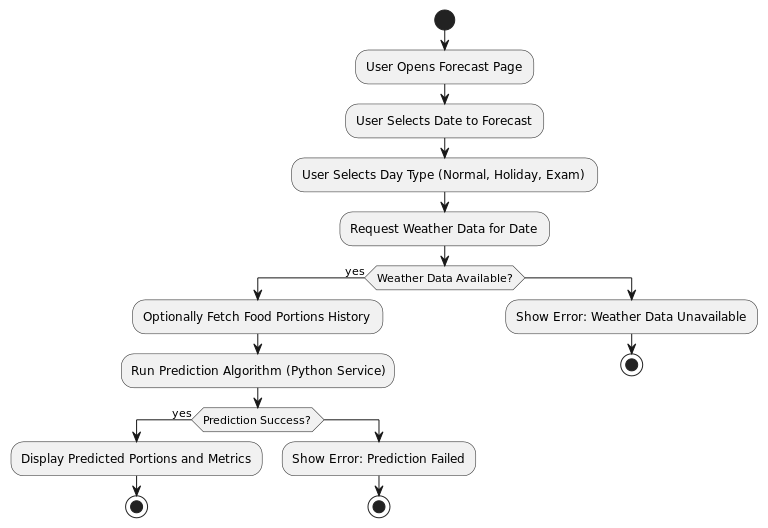 User Opens Forecast Page
User Selects Date to Forecast
User Selects Day Type (Normal, Holiday, Exam)
Request Weather Data for Date
yes
Weather Data Available?
Optionally Fetch Food Portions History
Show Error: Weather Data Unavailable
Run Prediction Algorithm (Python Service)
yes
Prediction Success?
Display Predicted Portions and Metrics
Show Error: Prediction Failed